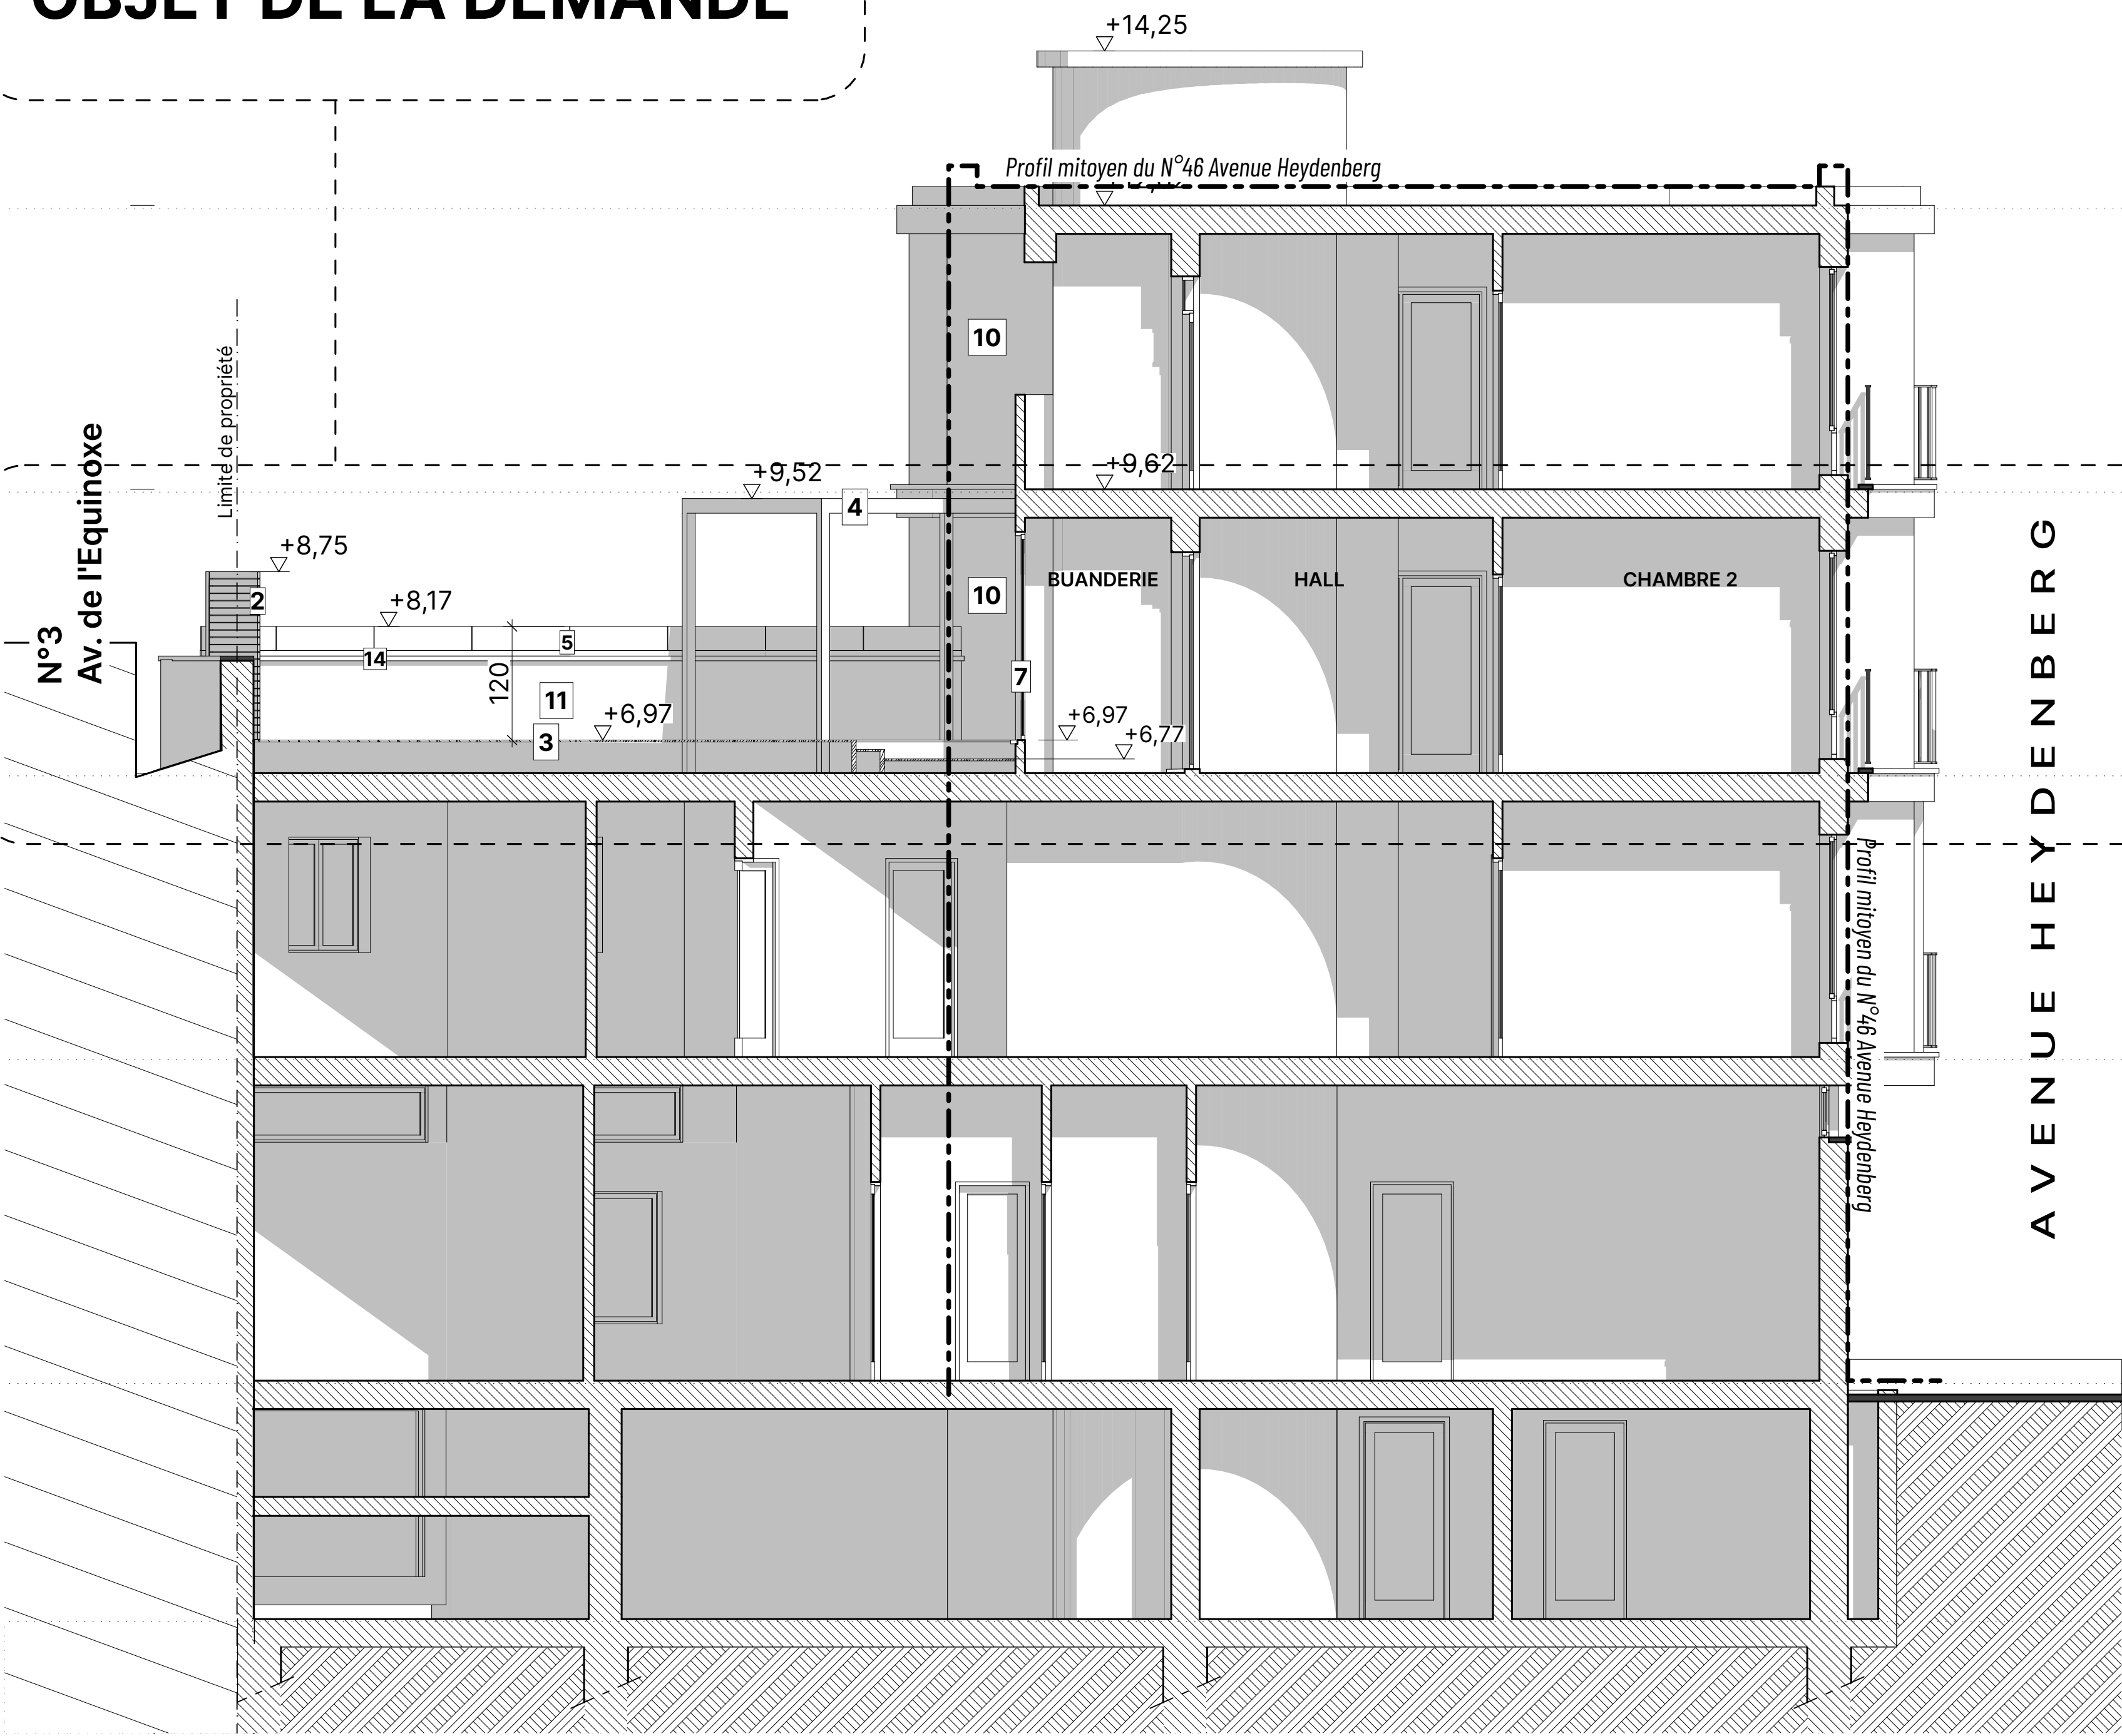 OBJET DE LA DEMANDE
+14,25
Profil mitoyen du N°46 Avenue Heydenberg
10
Limite de propriété
N°3
Av. de l'Equinoxe
+9,52
+9,62
4
+8,75
2
+8,17
10
BUANDERIE
HALL
CHAMBRE 2
5
14
120
11
7
+6,97
3
+6,97
+6,77
AVENUE HEYDENBERG
Profil mitoyen du N°46 Avenue Heydenberg